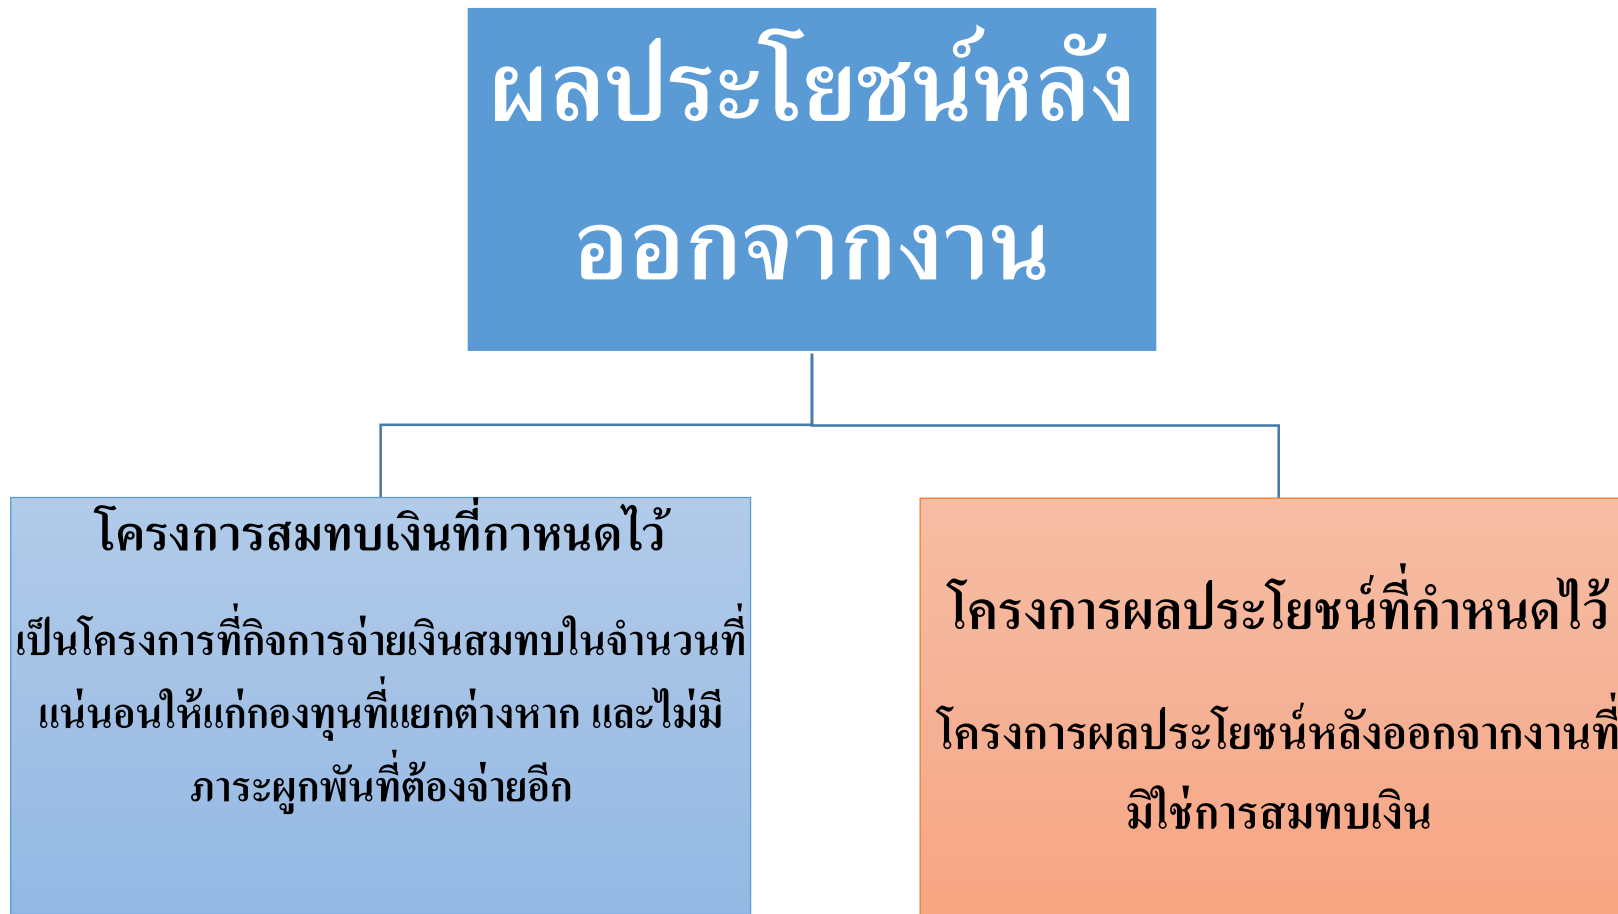 ผลประโยชน์หลัง
ออกจากงาน
โครงการสมทบเงินที่กาหนดไว้
เป็นโครงการที่กิจการจ่ายเงินสมทบในจำนวนที่
แน่นอนให้แก่กองทุนที่แยกต่างหาก และไม่มี
ภาระผูกพันที่ต้องจ่ายอีก
โครงการผลประโยชน์ที่กำหนดไว้
โครงการผลประโยชน์หลังออกจากงานที่
มิใช่การสมทบเงิน